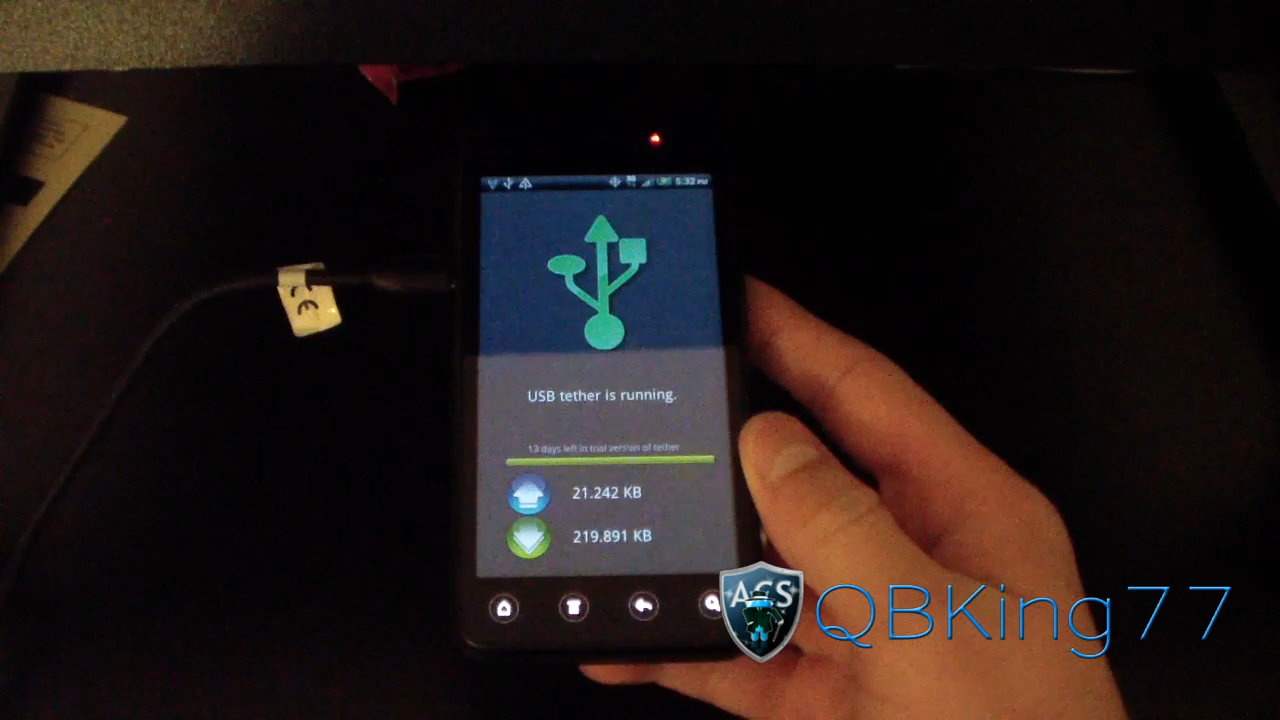 5:32 PM
CE
USB tether is running.
13 days left in trial version of tether
21.242 KB
219.891 KB
ACS
QBKing77